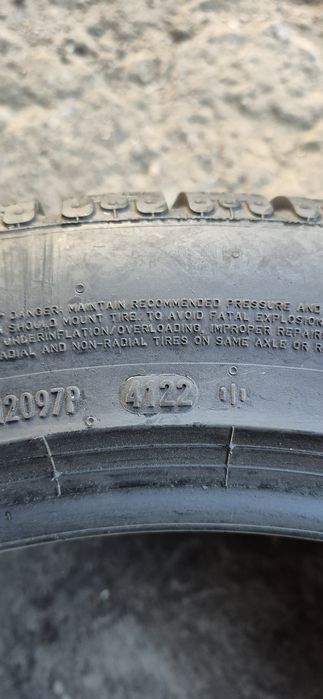 DANGER: MAINTAIN RECOMMENDED PRESSURE AND
SHOULD MOUNT TIRE. TO AVOID FATAL EXPLOSION
UNDERINFLATION/OVERLOADING, IMPROPER REPAIR
ADIAL AND NON-RADIAL TIRES ON SAME AXLE OR R
12097P 4122